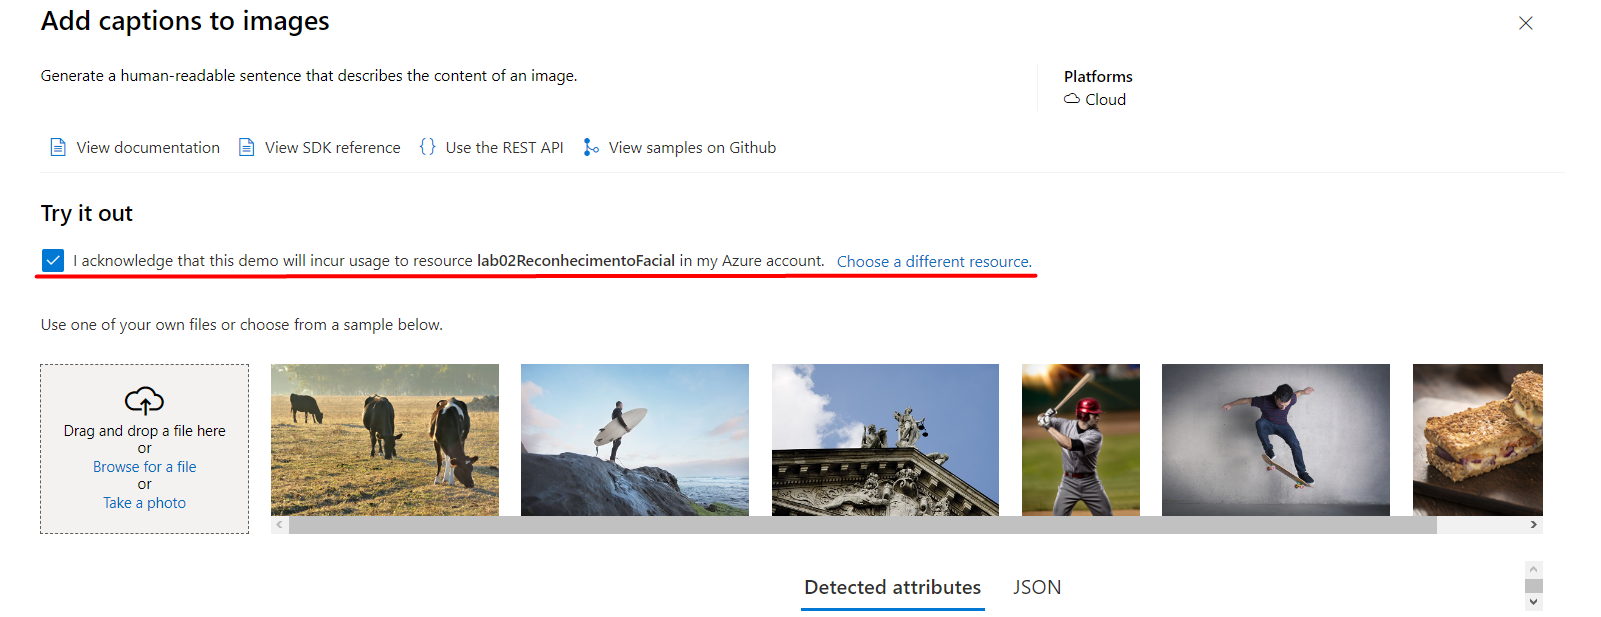 Add captions to images
Generate a human-readable sentence that describes the content of an image.
Platforms
Cloud
View documentation View SDK reference Use the REST API View samples on Github
Try it out
I acknowledge that this demo will incur usage to resource lab02ReconhecimentoFacial in my Azure account. Choose a different resource.
Use one of your own files or choose from a sample below.
Drag and drop a file here
or
Browse for a file
or
Take a photo
Detected attributes JSON